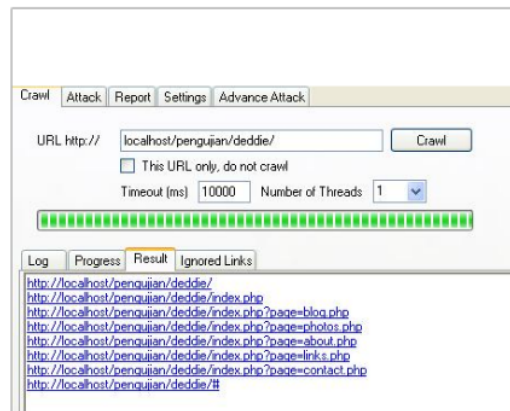 Crawl Attack Report Settings Advance Attack
URL http:// localhost/pengujian/deddie/ Crawl
This URL only, do not crawl
Timeout (ms) 10000 Number of Threads 1
Log Progress Result Ignored Links
http://localhost/pengujian/deddie/
http://localhost/pengujian/deddie/index.php
http://localhost/pengujian/deddie/index.php?page=blog.php
http://localhost/pengujian/deddie/index.php?page=photos.php
http://localhost/pengujian/deddie/index.php?page=about.php
http://localhost/pengujian/deddie/index.php?page=links.php
http://localhost/pengujian/deddie/index.php?page=contact.php
http://localhost/pengujian/deddie/#